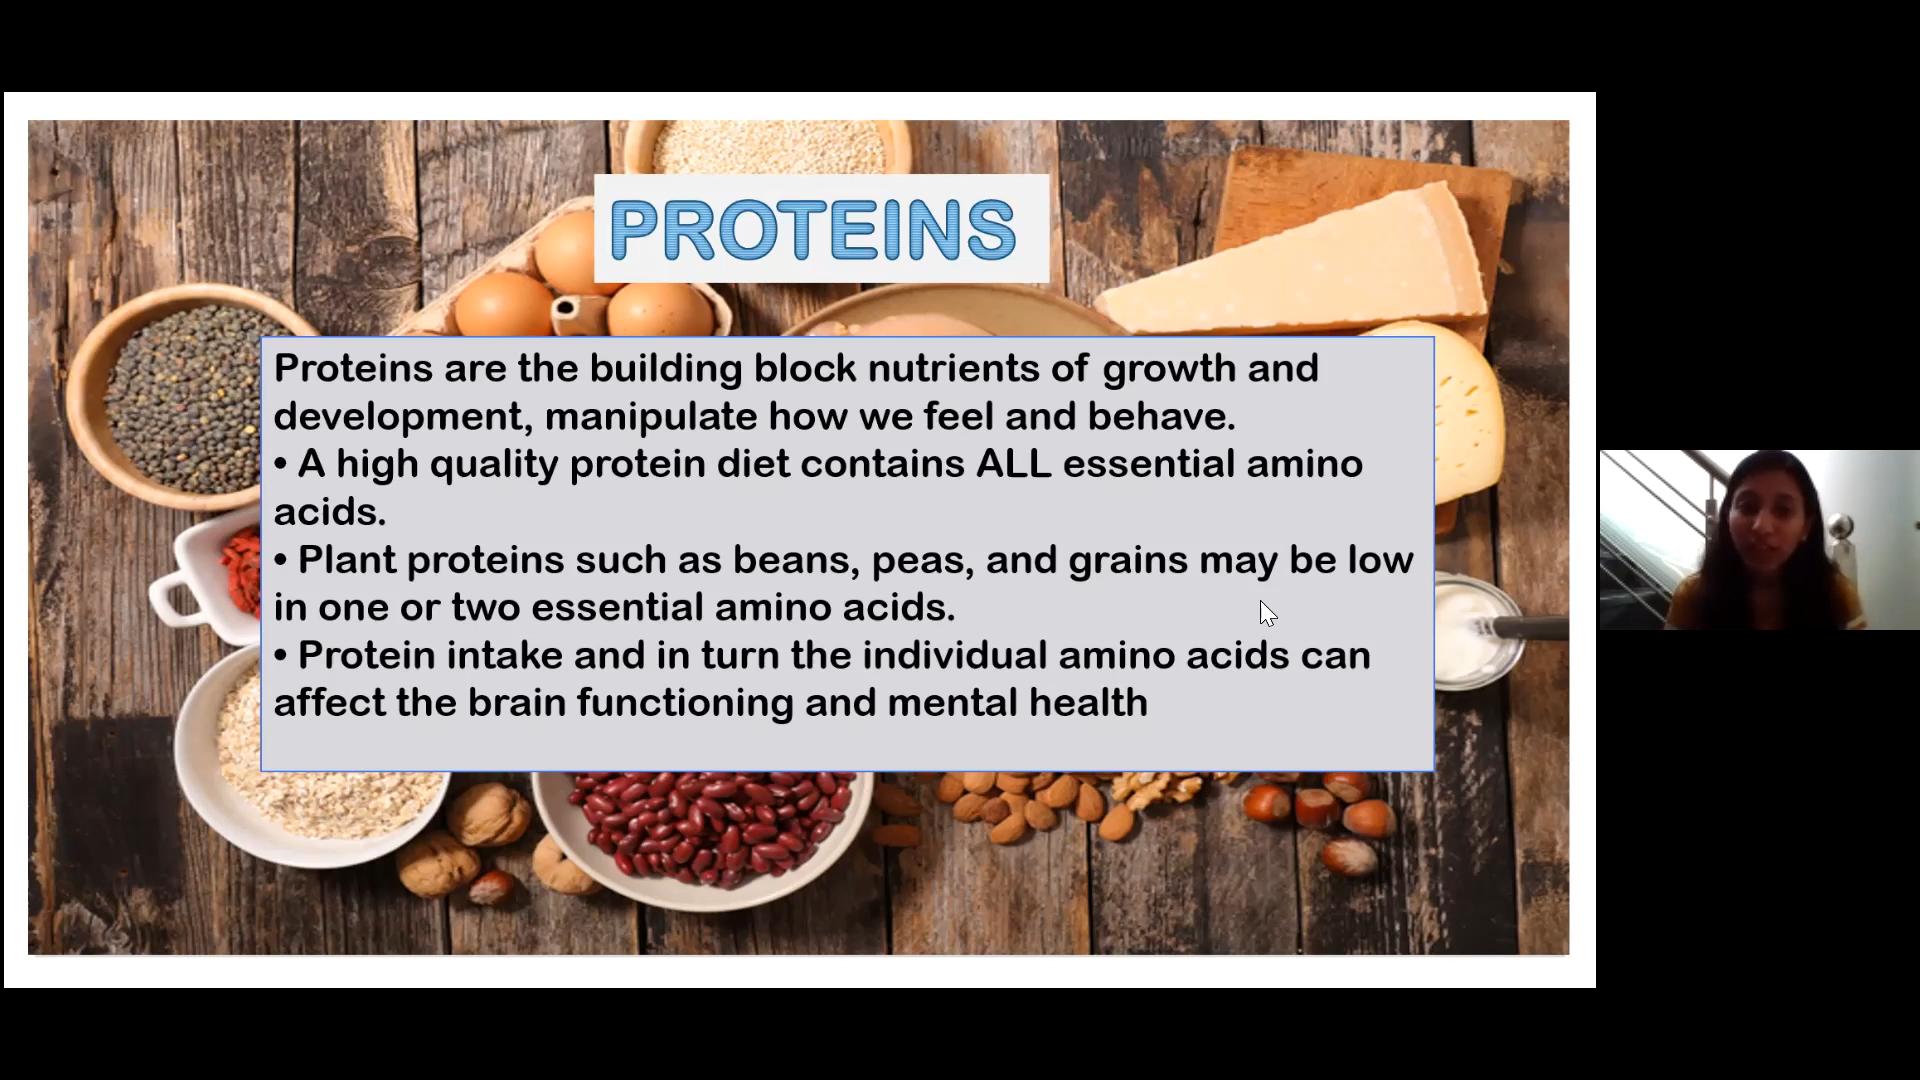 PROTEINS
Proteins are the building block nutrients of growth and
development, manipulate how we feel and behave.
• A high quality protein diet contains ALL essential amino
acids.
• Plant proteins such as beans, peas, and grains may be low
in one or two essential amino acids.
• Protein intake and in turn the individual amino acids can
affect the brain functioning and mental health